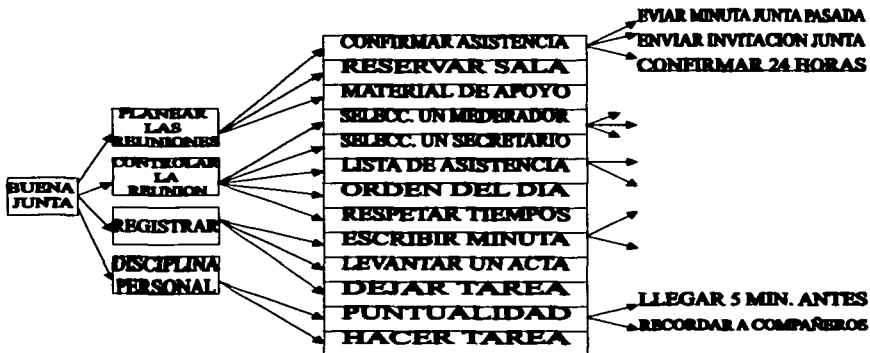 BUENA
JUNTA
PLANEAR
LAS
REUNIONES
CONTROLAR
LA
REUNION
REGISTRAR
DISCIPLINA
PERSONAL
CONFIRMAR ASISTENCIA
RESERVAR SALA
MATERIAL DE APOYO
SELECC. UN MEDERADOR
SELECC. UN SECRETARIO
LISTA DE ASISTENCIA
ORDEN DEL DIA
RESPETAR TIEMPOS
ESCRIBIR MINUTA
LEVANTAR UN ACTA
DEJAR TAREA
PUNTUALIDAD
HACER TAREA
EVIAR MINUTA JUNTA PASADA
ENVIAR INVITACION JUNTA
CONFIRMAR 24 HORAS
LLEGAR 5 MIN. ANTES
RECORDAR A COMPAÑEROS